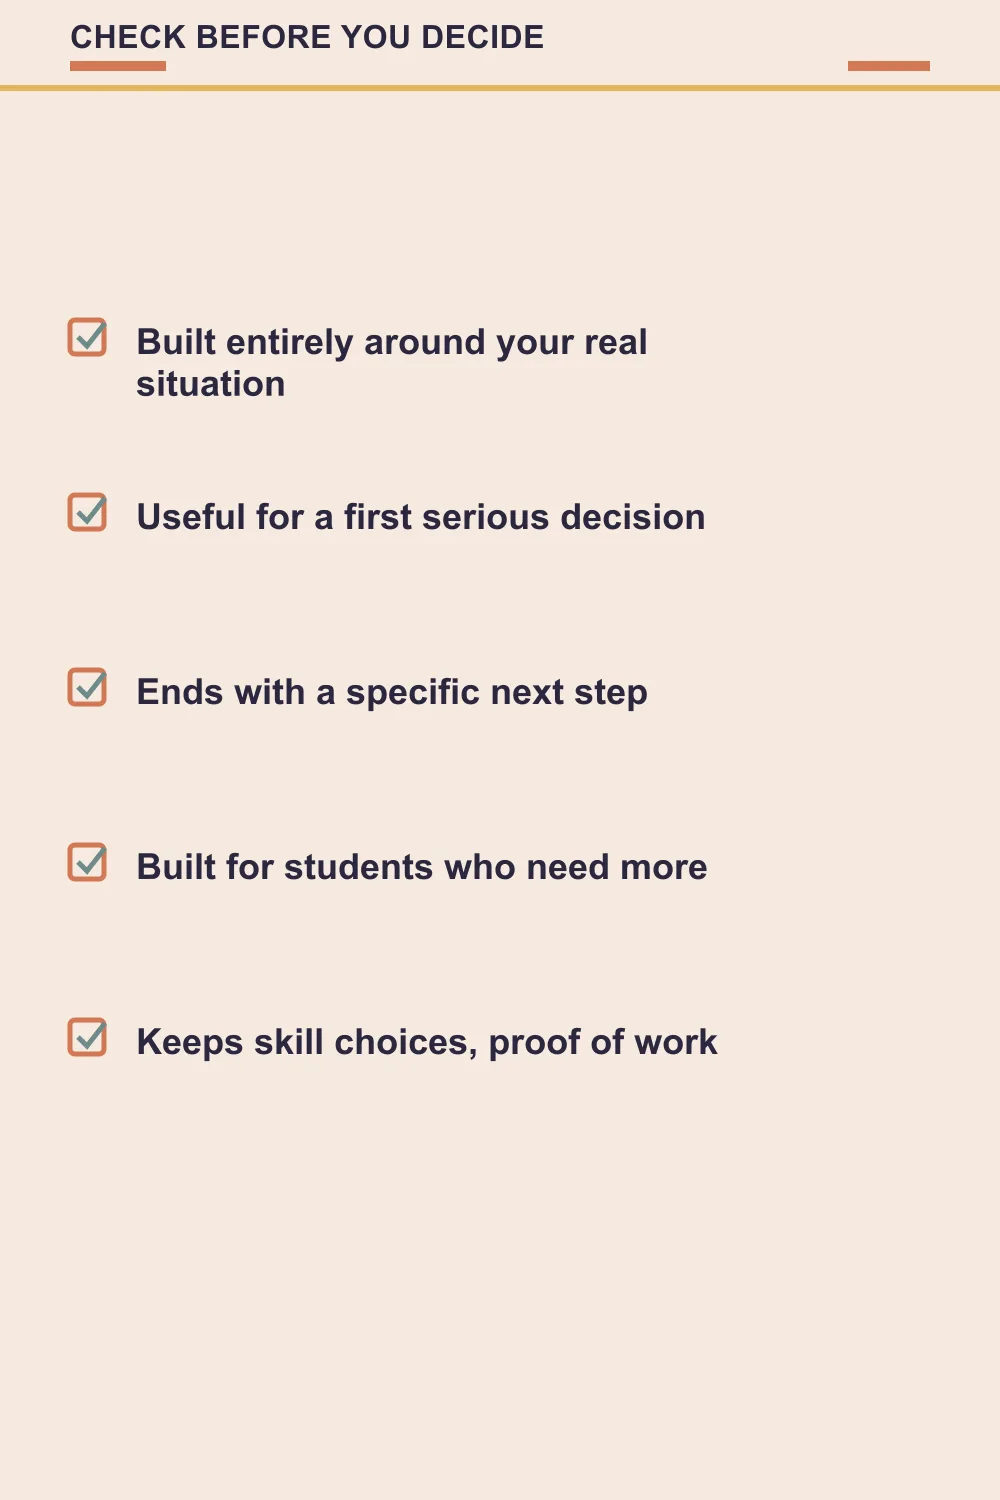 CHECK BEFORE YOU DECIDE
Built entirely around your real
situation
Useful for a first serious decision
Ends with a specific next step
Built for students who need more
Keeps skill choices, proof of work